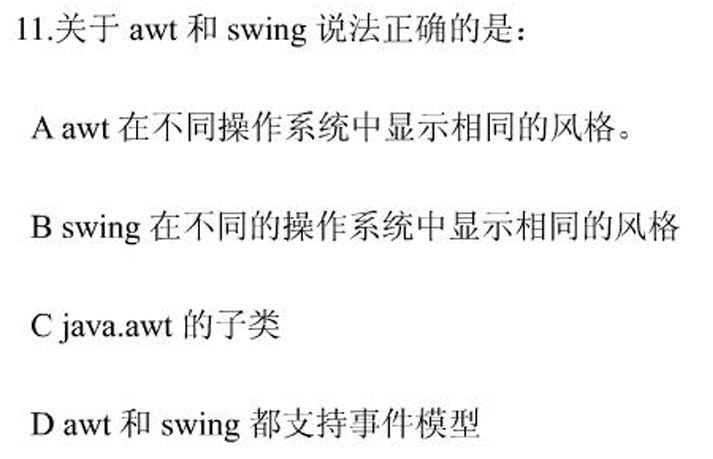 11.关于 awt 和 swing 说法正确的是：
A awt 在不同操作系统中显示相同的风格。
B swing 在不同的操作系统中显示相同的风格
C java.awt 的子类
D awt 和 swing 都支持事件模型